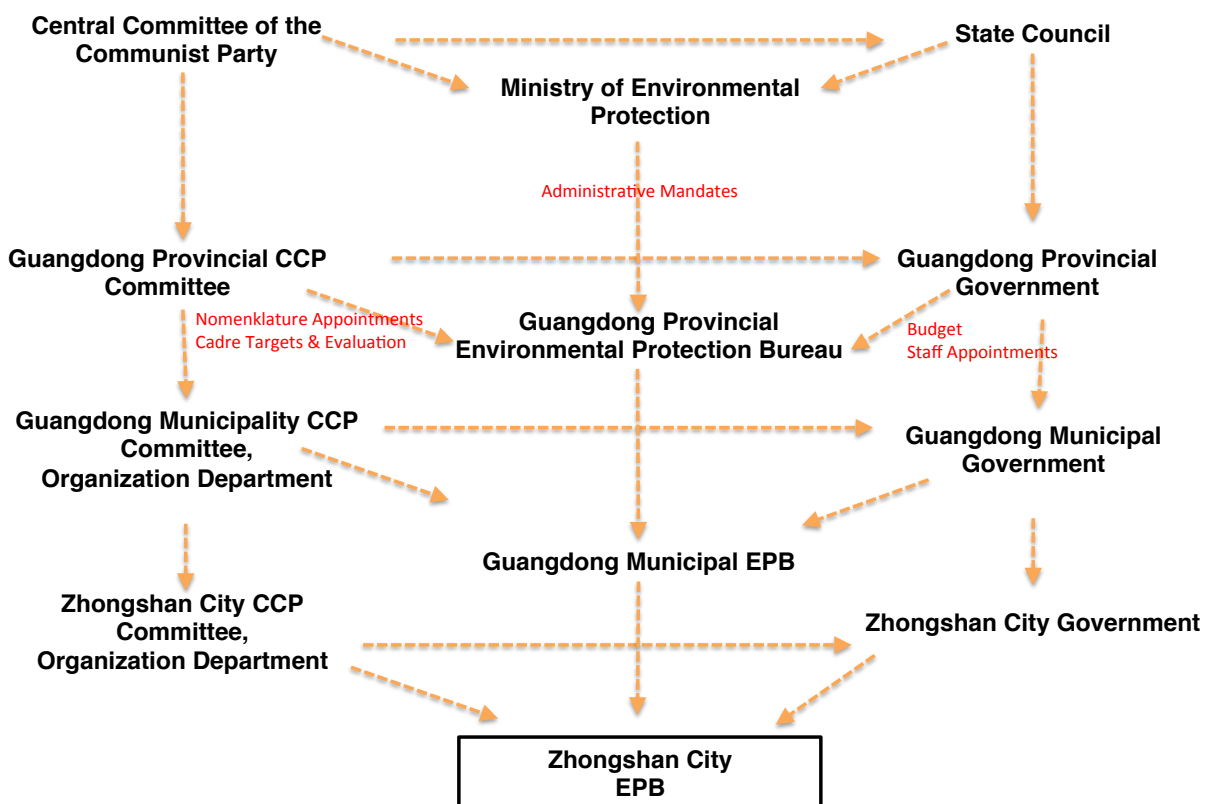 Central Committee of the
Communist Party
State Council
Ministry of Environmental
Protection
Administrative Mandates
Guangdong Provincial CCP
Committee
Guangdong Provincial
Government
Nomenklature Appointments
Cadre Targets & Evaluation
Guangdong Provincial
Environmental Protection Bureau
Budget
Staff Appointments
Guangdong Municipality CCP
Committee,
Organization Department
Guangdong Municipal
Government
Guangdong Municipal EPB
Zhongshan City CCP
Committee,
Organization Department
Zhongshan City Government
Zhongshan City
EPB